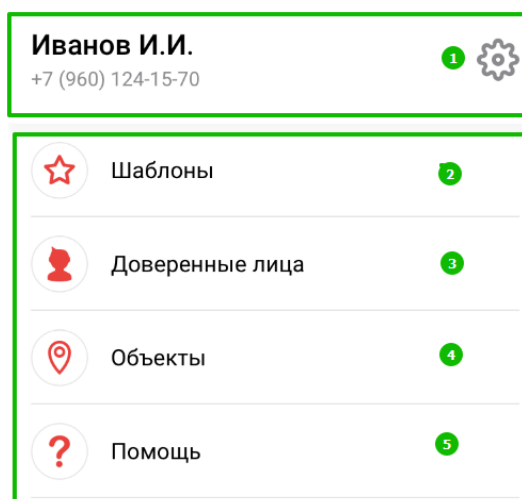 Иванов И.И.
1
+7 (960) 124-15-70
Шаблоны 2
Доверенные лица 3
Объекты 4
? Помощь 5